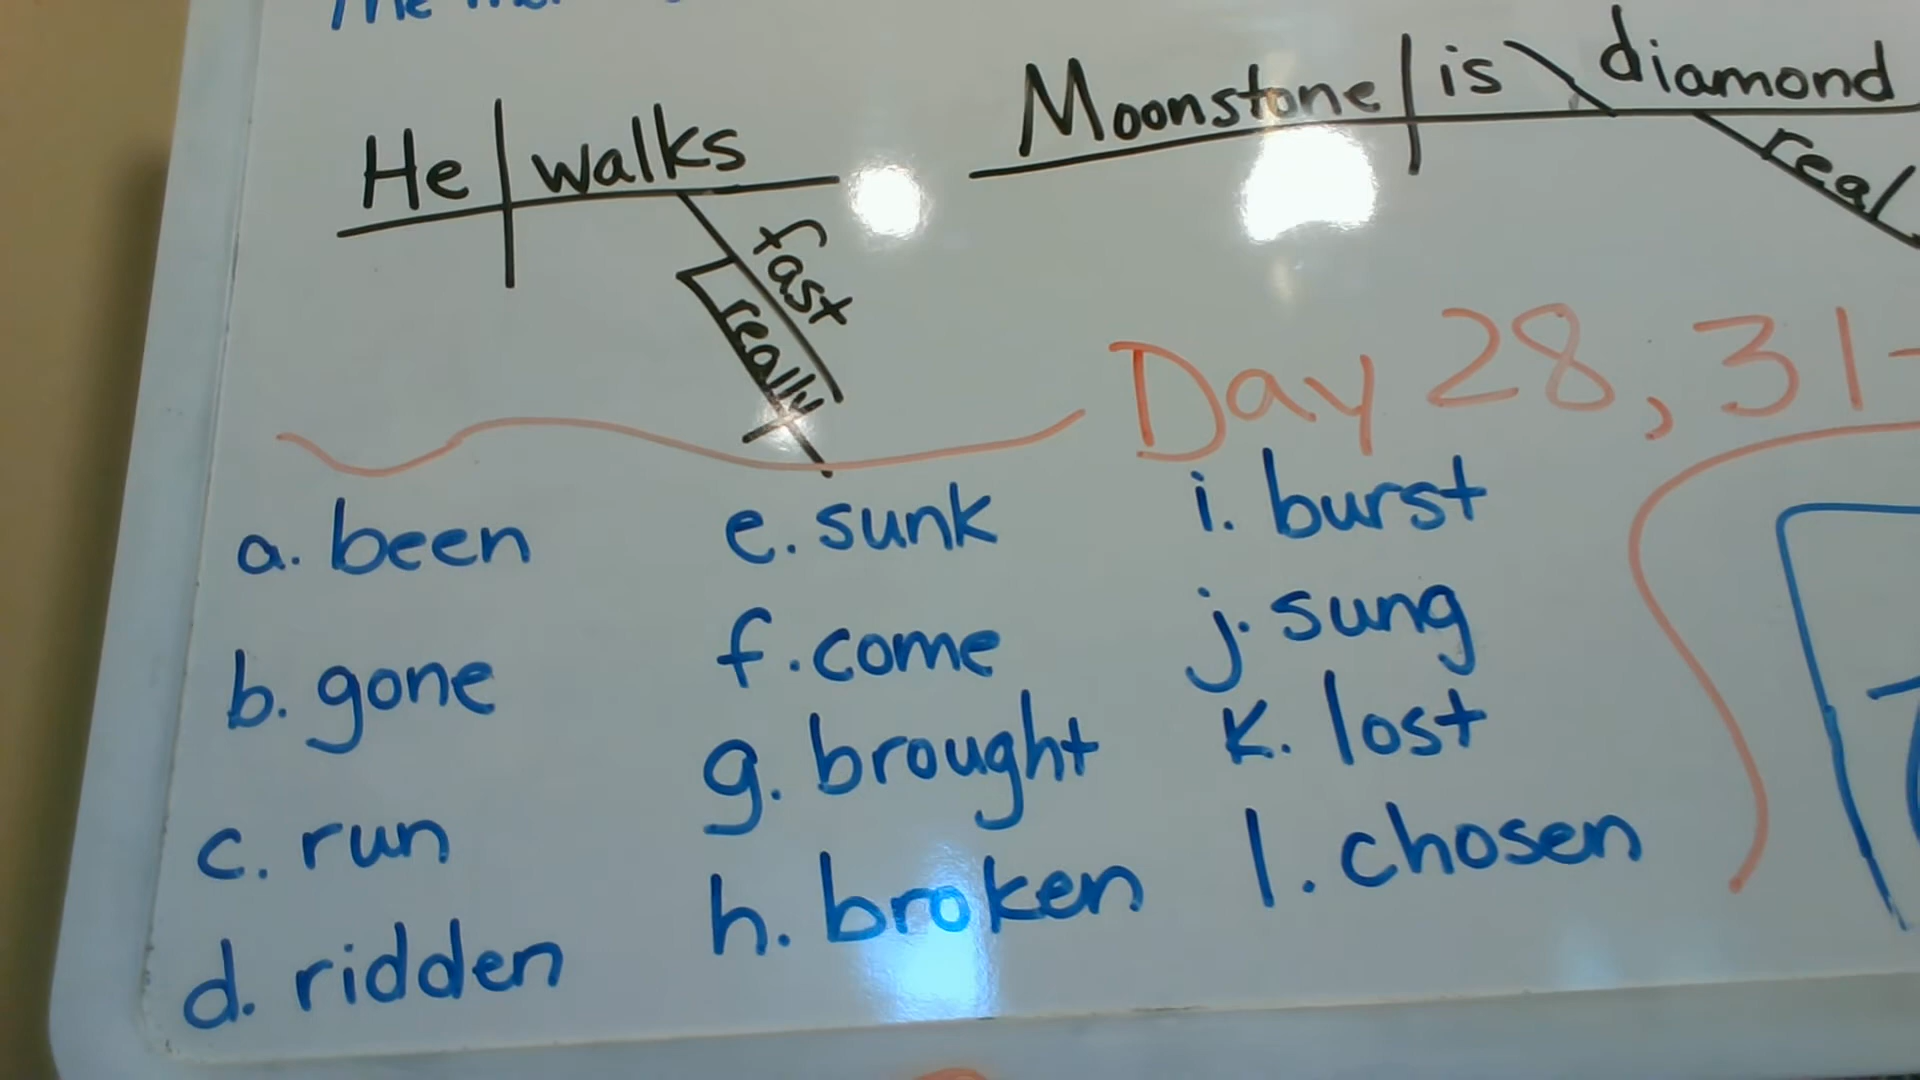 The
He walks
fast
really
Moonstone is diamond
real
Day 28, 31-
a. been
b. gone
c. run
d. ridden
e. sunk
f. come
g. brought
h. broken
i. burst
j. sung
k. lost
l. chosen